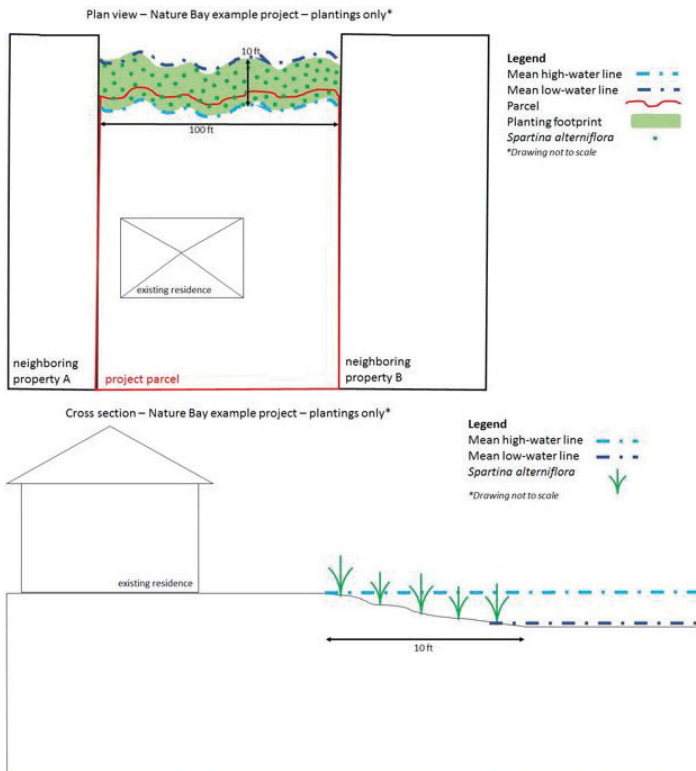 Plan view – Nature Bay example project – plantings only*
10 ft
100 ft
existing residence
neighboring
property A
project parcel
neighboring
property B
Legend
Mean high-water line
Mean low-water line
Parcel
Planting footprint
Spartina alterniflora
*Drawing not to scale
Cross section – Nature Bay example project – plantings only*
Legend
Mean high-water line
Mean low-water line
Spartina alterniflora
*Drawing not to scale
existing residence
10 ft